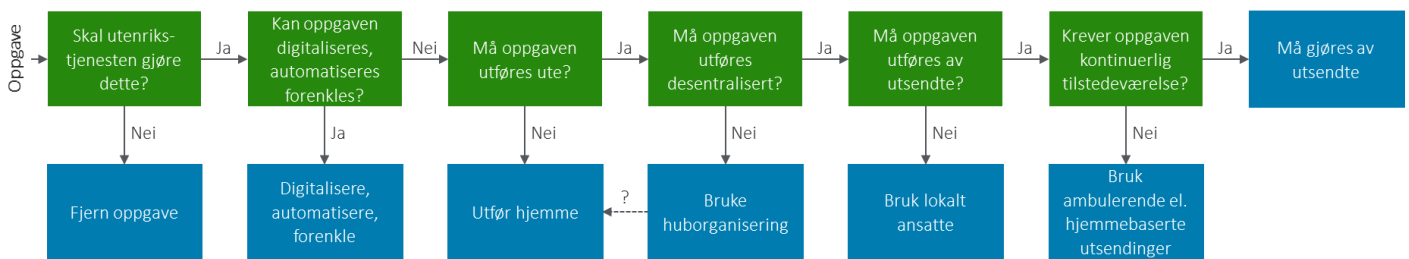 Oppgave
Skal utenriks-
tjenesten gjøre
dette?
Ja
Kan oppgaven
digitaliseres,
automatiseres
forenkles?
Nei
Må oppgaven
utføres ute?
Ja
Må oppgaven
utføres
desentralisert?
Ja
Må oppgaven
utføres av
utsendte?
Ja
Krever oppgaven
kontinuerlig
tilstedeværelse?
Ja
Må gjøres av
utsendte
Nei
Ja
Nei
Nei
Nei
Nei
Fjern oppgave
Digitalisere,
automatisere,
forenkle
Utfør hjemme
?
Bruke
huborganisering
Bruk lokalt
ansatte
Bruk
ambulerende el.
hjemmebaserte
utsendinger